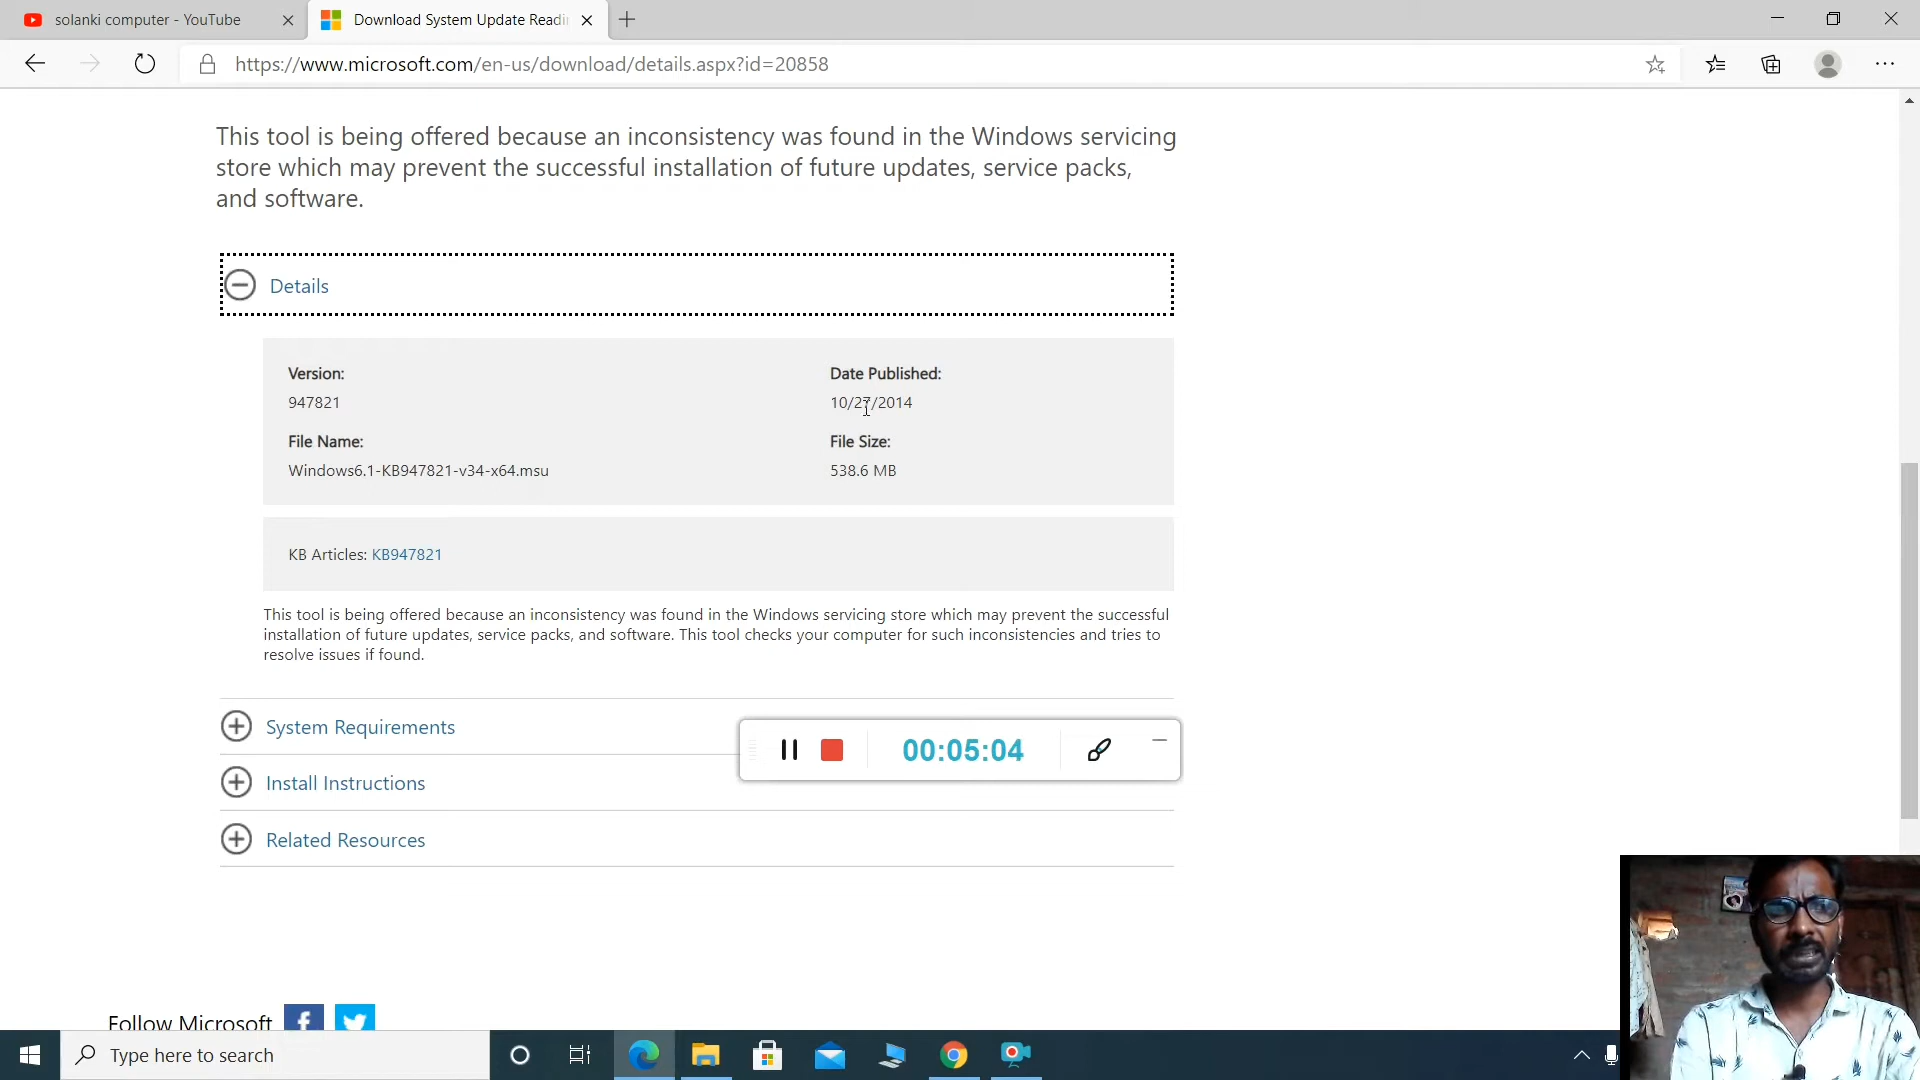 solanki computer - YouTube
Download System Update Readi
https://www.microsoft.com/en-us/download/details.aspx?id=20858
This tool is being offered because an inconsistency was found in the Windows servicing
store which may prevent the successful installation of future updates, service packs,
and software.
Details
Version:
947821
Date Published:
10/27/2014
File Name:
Windows6.1-KB947821-v34-x64.msu
File Size:
538.6 MB
KB Articles: KB947821
This tool is being offered because an inconsistency was found in the Windows servicing store which may prevent the successful
installation of future updates, service packs, and software. This tool checks your computer for such inconsistencies and tries to
resolve issues if found.
System Requirements
00:05:04
Install Instructions
Related Resources
Follow Microsoft
Type here to search